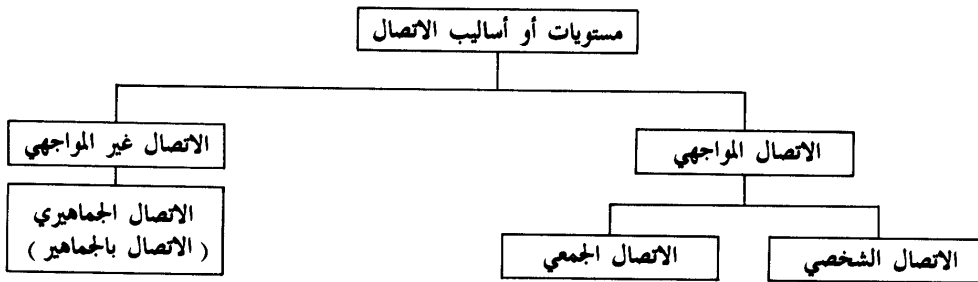 مستويات أو أساليب الاتصال
الاتصال المواجهي
الاتصال غير المواجهي
الاتصال الشخصي
الاتصال الجمعي
الاتصال الجماهيري
( الاتصال بالجماهير )